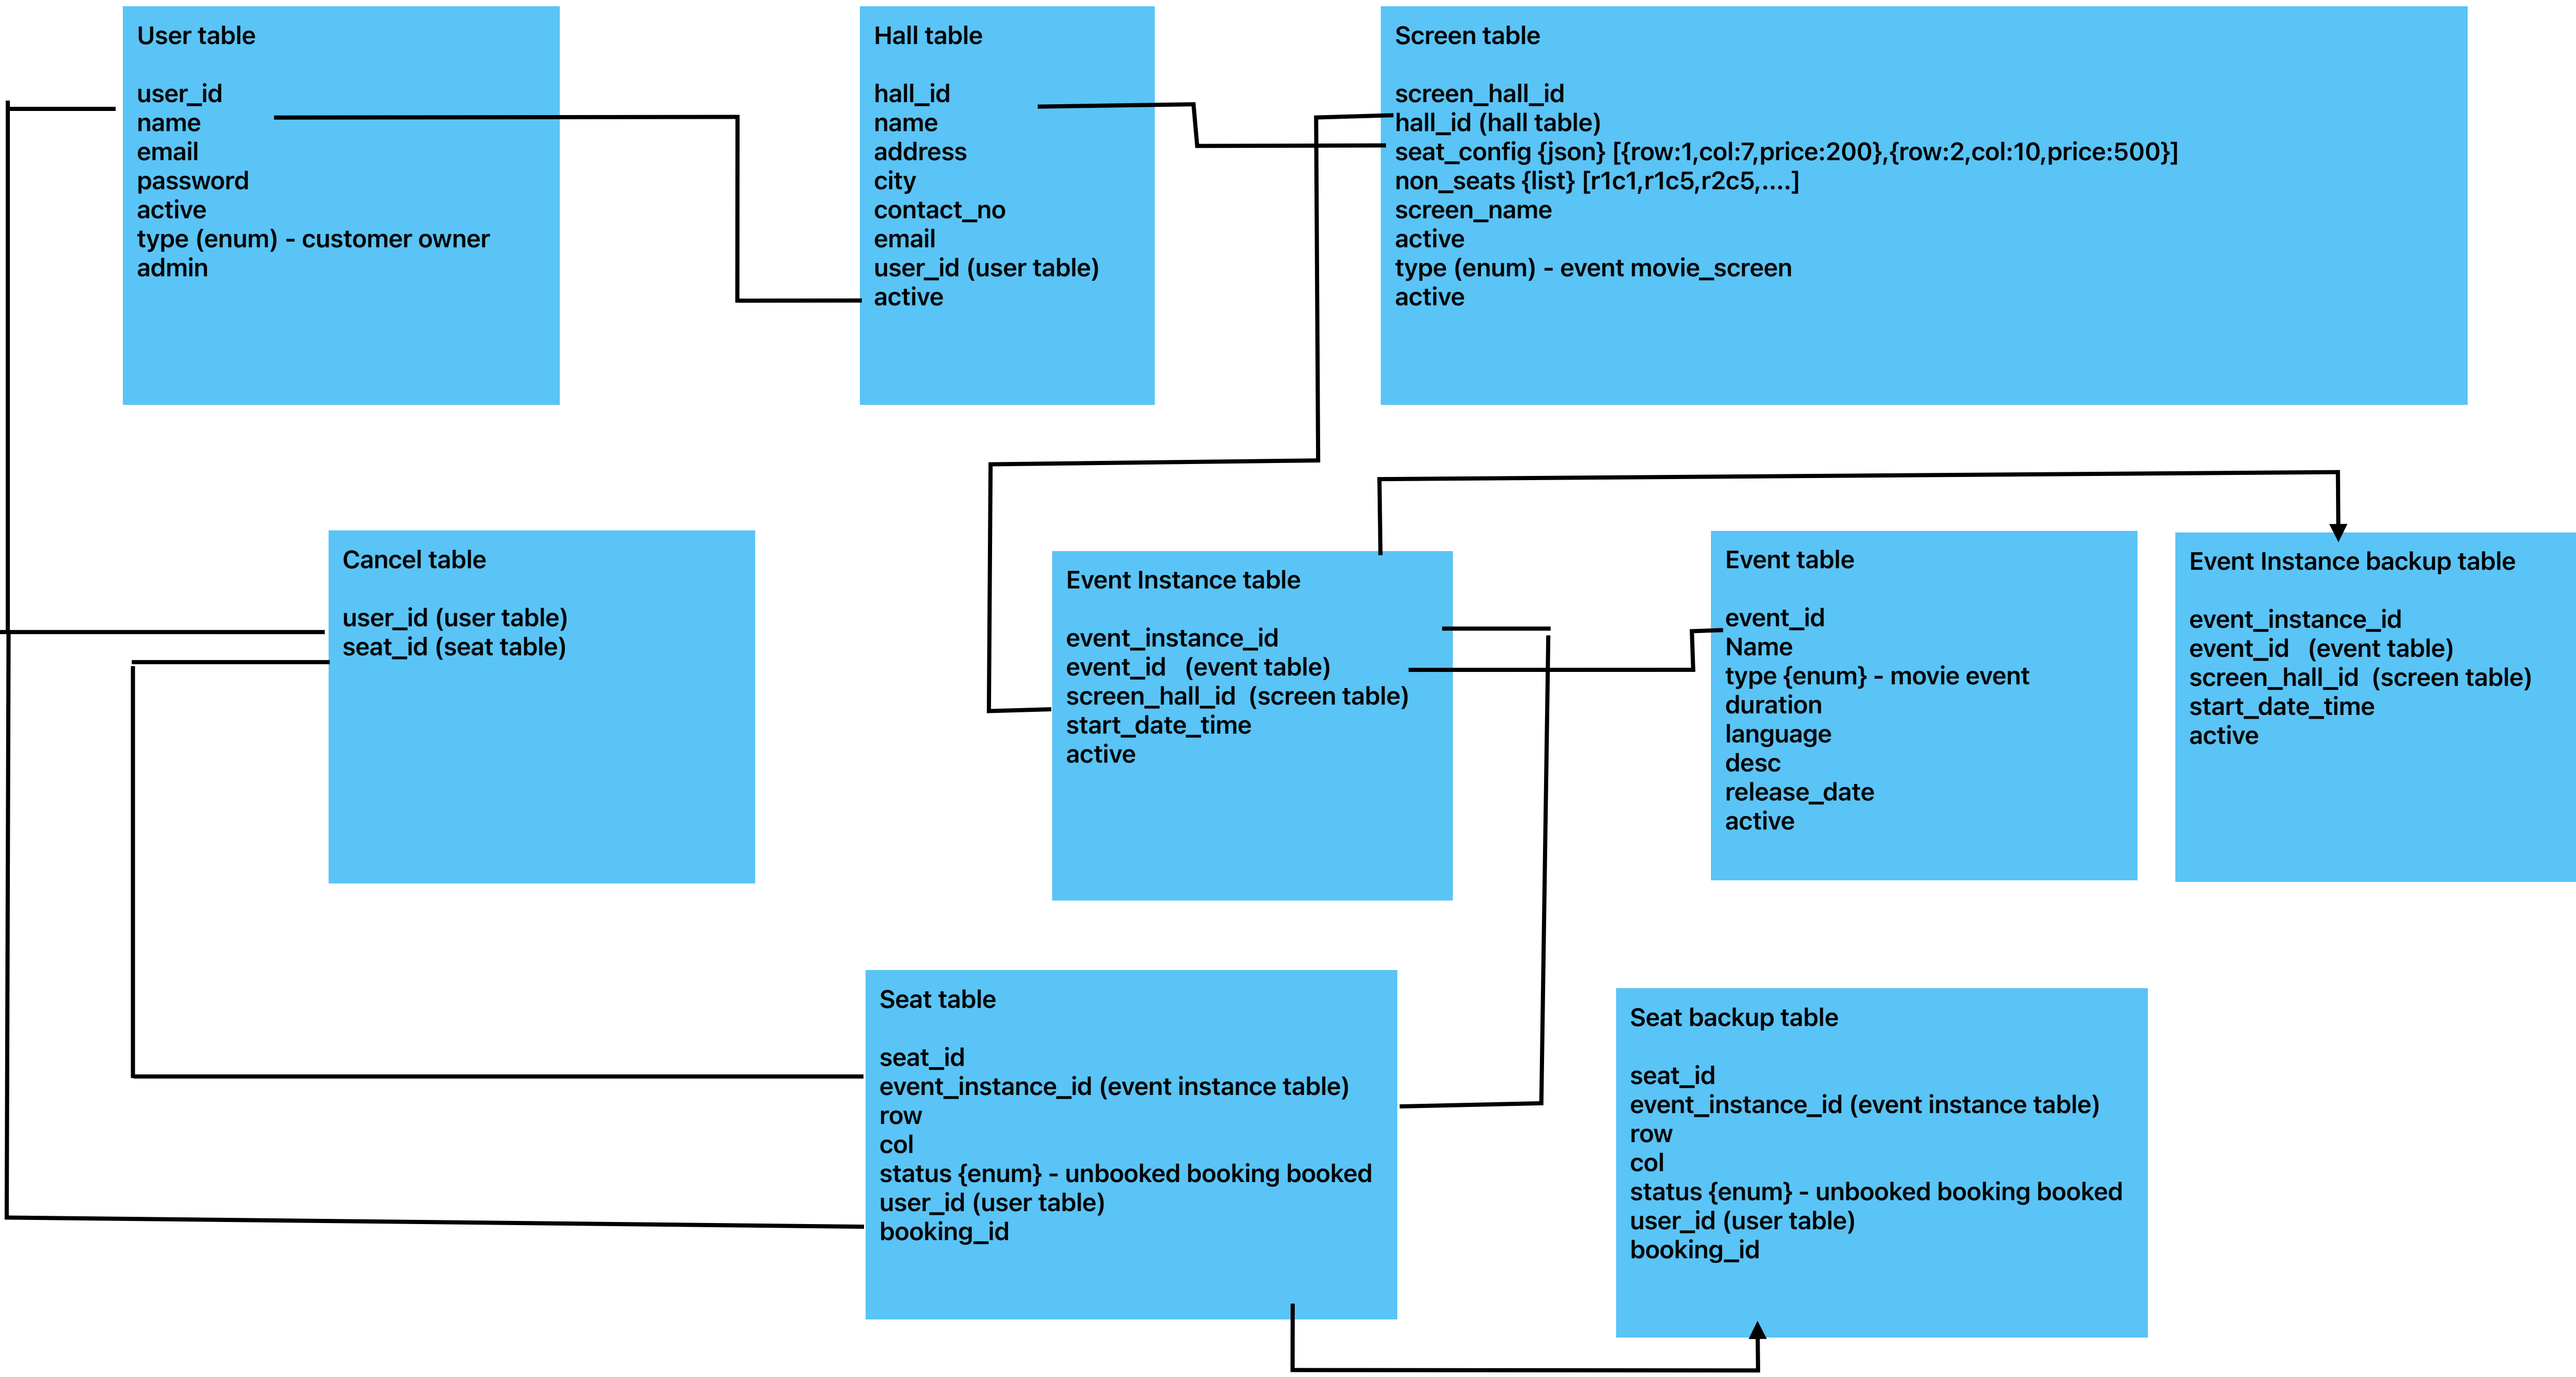 User table
user_id
name
email
password
active
type (enum) - customer owner
admin
Hall table
hall_id
name
address
city
contact_no
email
user_id (user table)
active
Screen table
screen_hall_id
hall_id (hall table)
seat_config {json} [{row:1,col:7,price:200},{row:2,col:10,price:500}]
non_seats {list} [r1c1,r1c5,r2c5,....]
screen_name
active
type (enum) - event movie_screen
active
Cancel table
user_id (user table)
seat_id (seat table)
Event Instance table
event_instance_id
event_id (event table)
screen_hall_id (screen table)
start_date_time
active
Event table
event_id
Name
type {enum} - movie event
duration
language
desc
release_date
active
Event Instance backup table
event_instance_id
event_id (event table)
screen_hall_id (screen table)
start_date_time
active
Seat table
seat_id
event_instance_id (event instance table)
row
col
status {enum} - unbooked booking booked
user_id (user table)
booking_id
Seat backup table
seat_id
event_instance_id (event instance table)
row
col
status {enum} - unbooked booking booked
user_id (user table)
booking_id